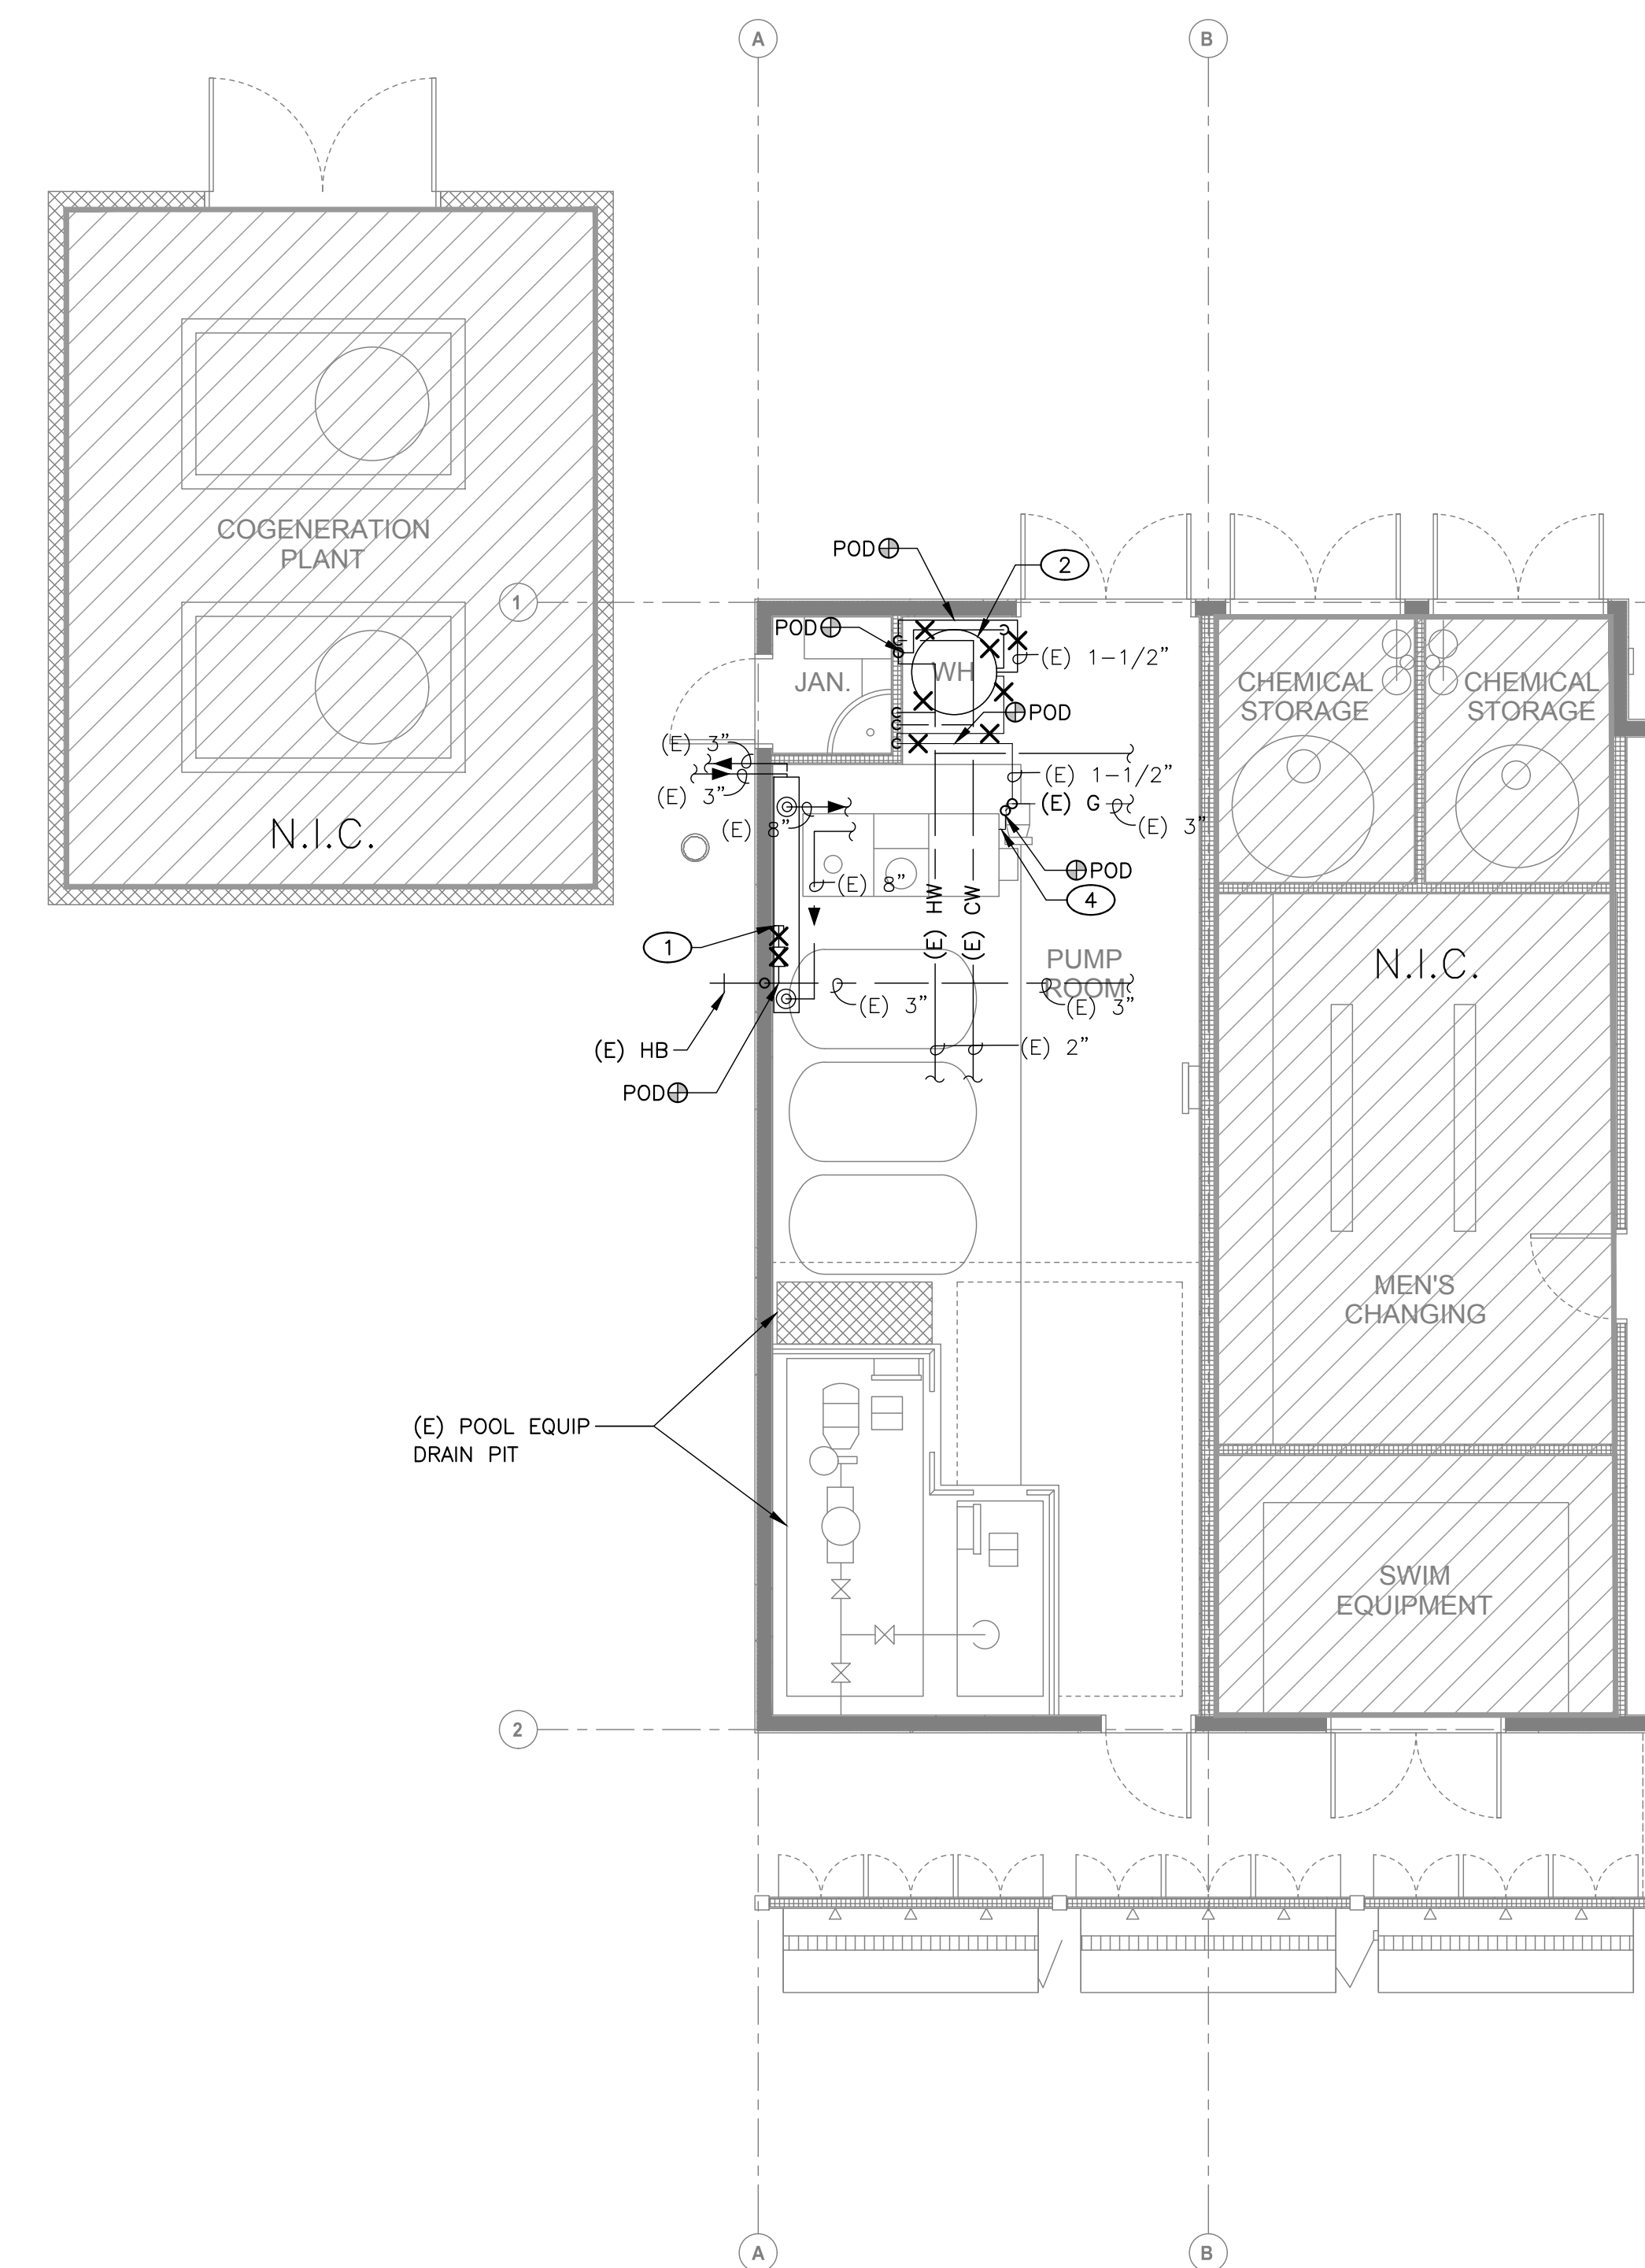 A
B
COGENERATION
PLANT
1
N.I.C.
POD
2
POD
WH
(E) 1-1/2”
JAN.
POD
CHEMICAL
STORAGE
CHEMICAL
STORAGE
(E) 3”
(E) 3”
(E) 1-1/2”
(E) G
(E) 3”
(E) 8”
(E) 8”
POD
4
(E) HW
(E) CW
1
PUMP
ROOM
N.I.C.
(E) 3”
(E) 3”
(E) HB
(E) 2”
POD
MEN'S
CHANGING
(E) POOL EQUIP
DRAIN PIT
SWIM
EQUIPMENT
2
A
B